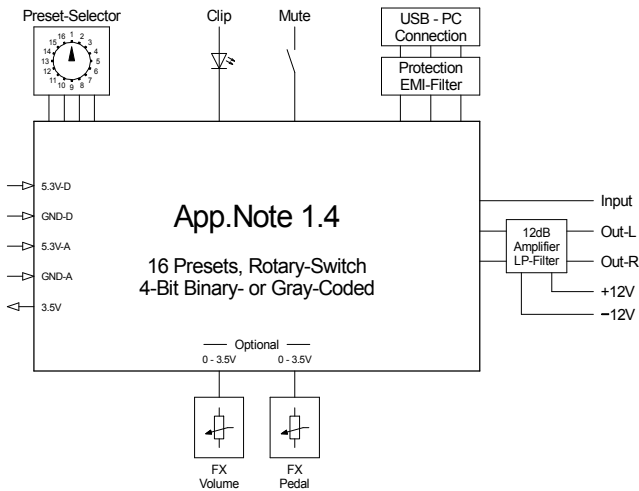 Preset-Selector
Clip
Mute
USB - PC
Connection
Protection
EMI-Filter
1
2
3
4
5
6
7
8
9
10
11
12
13
14
15
16
5.3V-D
GND-D
5.3V-A
GND-A
3.5V
App.Note 1.4
16 Presets, Rotary-Switch
4-Bit Binary- or Gray-Coded
Input
Out-L
Out-R
+12V
−12V
12dB
Amplifier
LP-Filter
Optional
0 - 3.5V
0 - 3.5V
FX
Volume
FX
Pedal